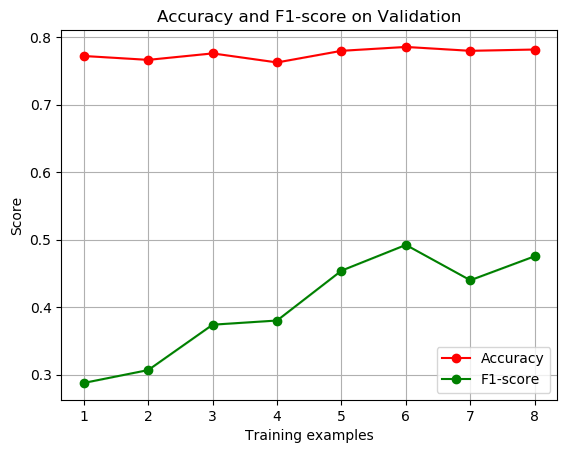 Accuracy and F1-score on Validation
0.8
0.7
0.6
0.5
0.4
0.3
Score
1 2 3 4 5 6 7 8
Training examples
Accuracy
F1-score